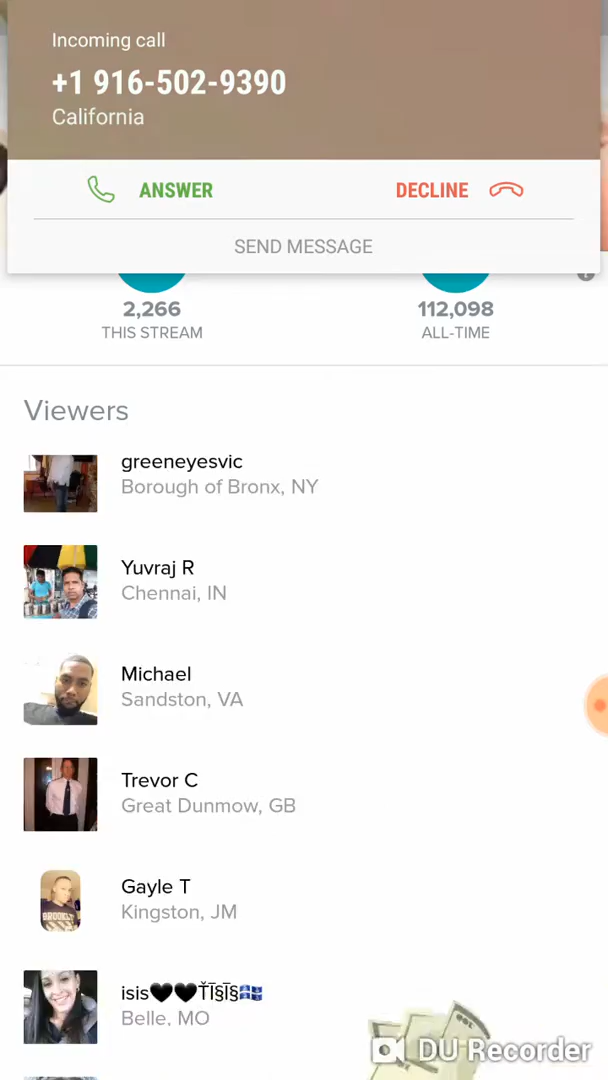 Incoming call
+1 916-502-9390
California
ANSWER DECLINE
SEND MESSAGE
2,266 112,098
THIS STREAM ALL-TIME
Viewers
greeneyesvic
Borough of Bronx, NY
Yuvraj R
Chennai, IN
Michael
Sandston, VA
Trevor C
Great Dunmow, GB
Gayle T
Kingston, JM
BROOKL
isis🖤🖤ŤĪ§Ī§🇬🇵
Belle, MO
DU Recorder